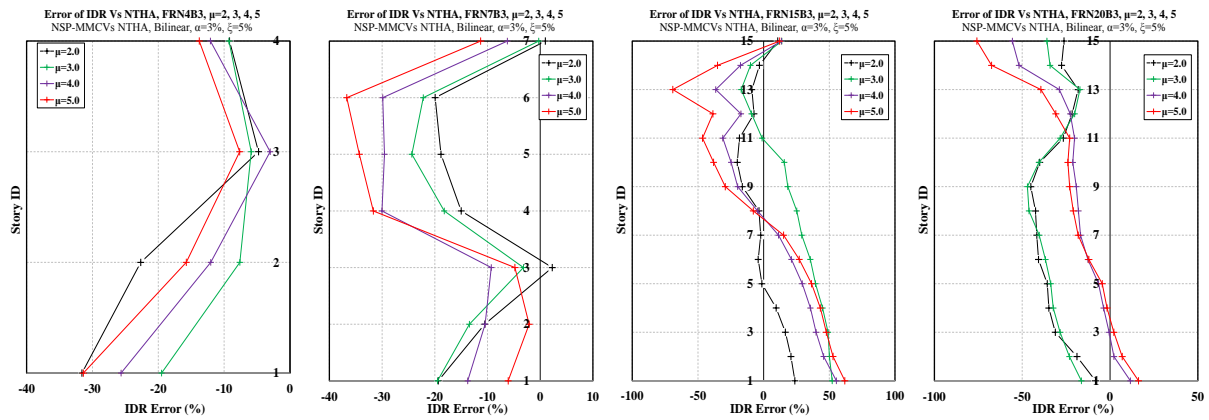 Error of IDR Vs NTHA, FRN4B3, μ=2, 3, 4, 5
NSP-MMCVs NTHA, Bilinear, α=3%, ξ=5%
4
3
2
1
μ=2.0
μ=3.0
μ=4.0
μ=5.0
Story ID
-40
-30
-20
-10
0
IDR Error (%)
Error of IDR Vs NTHA, FRN7B3, μ=2, 3, 4, 5
NSP-MMCVs NTHA, Bilinear, α=3%, ξ=5%
7
6
5
4
3
2
1
μ=2.0
μ=3.0
μ=4.0
μ=5.0
Story ID
-40
-30
-20
-10
0
10
IDR Error (%)
Error of IDR Vs NTHA, FRN15B3, μ=2, 3, 4, 5
NSP-MMCVs NTHA, Bilinear, α=3%, ξ=5%
15
13
11
9
7
5
3
1
μ=2.0
μ=3.0
μ=4.0
μ=5.0
Story ID
-100
-50
0
50
100
IDR Error (%)
Error of IDR Vs NTHA, FRN20B3, μ=2, 3, 4, 5
NSP-MMCVs NTHA, Bilinear, α=3%, ξ=5%
15
13
11
9
7
5
3
1
μ=2.0
μ=3.0
μ=4.0
μ=5.0
Story ID
-100
-50
0
50
IDR Error (%)